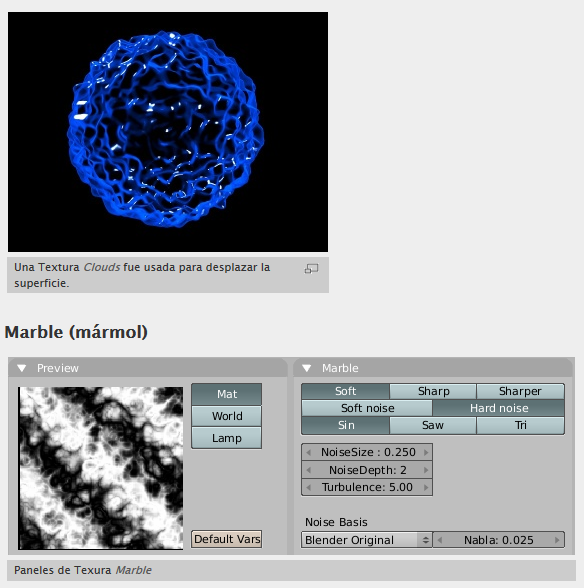 Una Textura Clouds fue usada para desplazar la
superficie.
Marble (mármol)
Preview
Mat
World
Lamp
Default Vars
Marble
Soft Sharp Sharper
Soft noise Hard noise
Sin Saw Tri
NoiseSize : 0.250
NoiseDepth: 2
Turbulence: 5.00
Noise Basis
Blender Original Nabla: 0.025
Paneles de Texura Marble